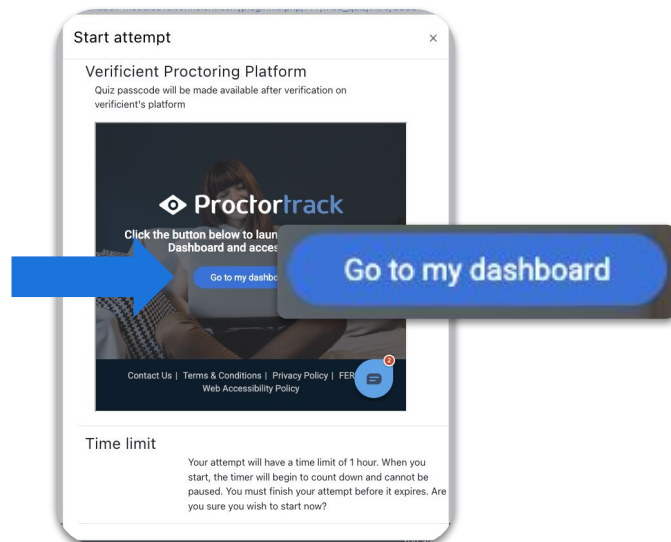 Start attempt ×
Verificient Proctoring Platform
Quiz passcode will be made available after verification on
verificient's platform
Proctortrack
Click the button below to laun
Dashboard and acces
Go to my dashbo
Go to my dashboard
2
Contact Us | Terms & Conditions | Privacy Policy | FER
Web Accessibility Policy
Time limit
Your attempt will have a time limit of 1 hour. When you
start, the timer will begin to count down and cannot be
paused. You must finish your attempt before it expires. Are
you sure you wish to start now?